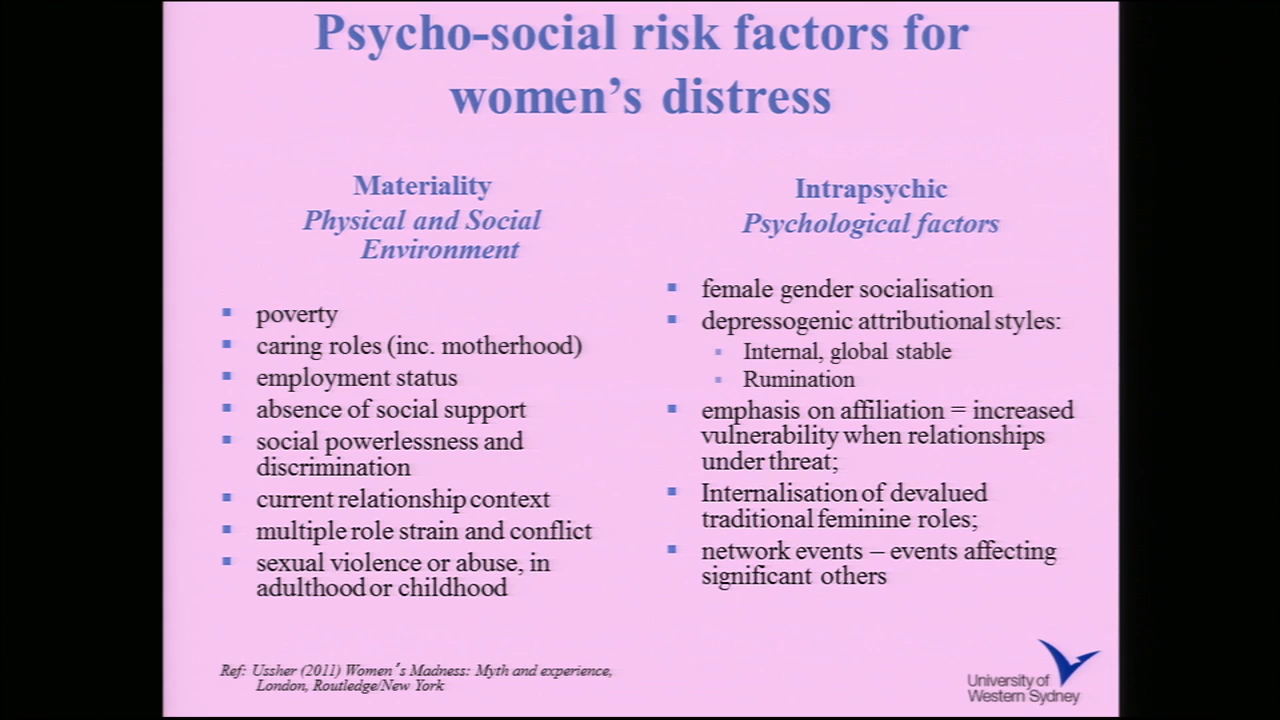 Psycho-social risk factors for
women's distress
Materiality
Physical and Social
Environment
poverty
caring roles (inc. motherhood)
employment status
absence of social support
social powerlessness and
discrimination
current relationship context
multiple role strain and conflict
sexual violence or abuse, in
adulthood or childhood
Intrapsychic
Psychological factors
female gender socialisation
depressogenic attributional styles:
Internal, global stable
Rumination
emphasis on affiliation = increased
vulnerability when relationships
under threat;
Internalisation of devalued
traditional feminine roles;
network events – events affecting
significant others
Ref: Ussher (2011) Women's Madness: Myth and experience,
London, Routledge/New York
University of
Western Sydney